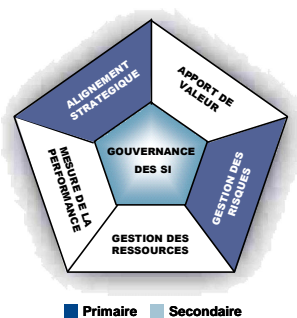 ALIGNEMENT
STRATEGIQUE
APPORT DE
VALEUR
GOUVERNANCE
DES SI
MESURE DE LA
PERFORMANCE
GESTION DES
RISQUES
GESTION DES
RESSOURCES
Primaire Secondaire